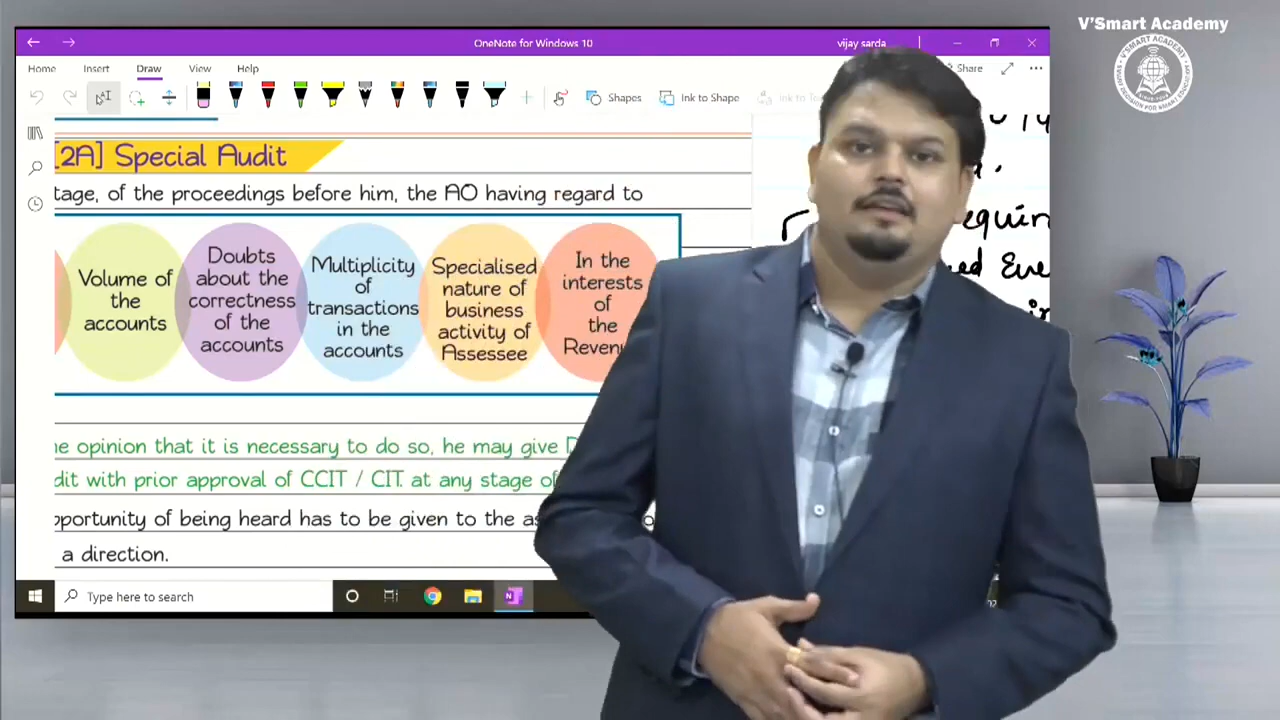 V'Smart Academy
OneNote for Windows 10
vijay sarda
Home Insert Draw View Help
Share
Shapes Ink to Shape
[2A] Special Audit
tage, of the proceedings before him, the AO having regard to
Volume of
the
accounts
Doubts
about the
correctness
of the
accounts
Multiplicity
of
transactions
in the
accounts
Specialised
nature of
business
activity of
Assessee
In the
interests
of
the
Revenu
ne opinion that it is necessary to do so, he may give D
dit with prior approval of CCIT / CIT. at any stage of
pportunity of being heard has to be given to the as
a direction.
Type here to search